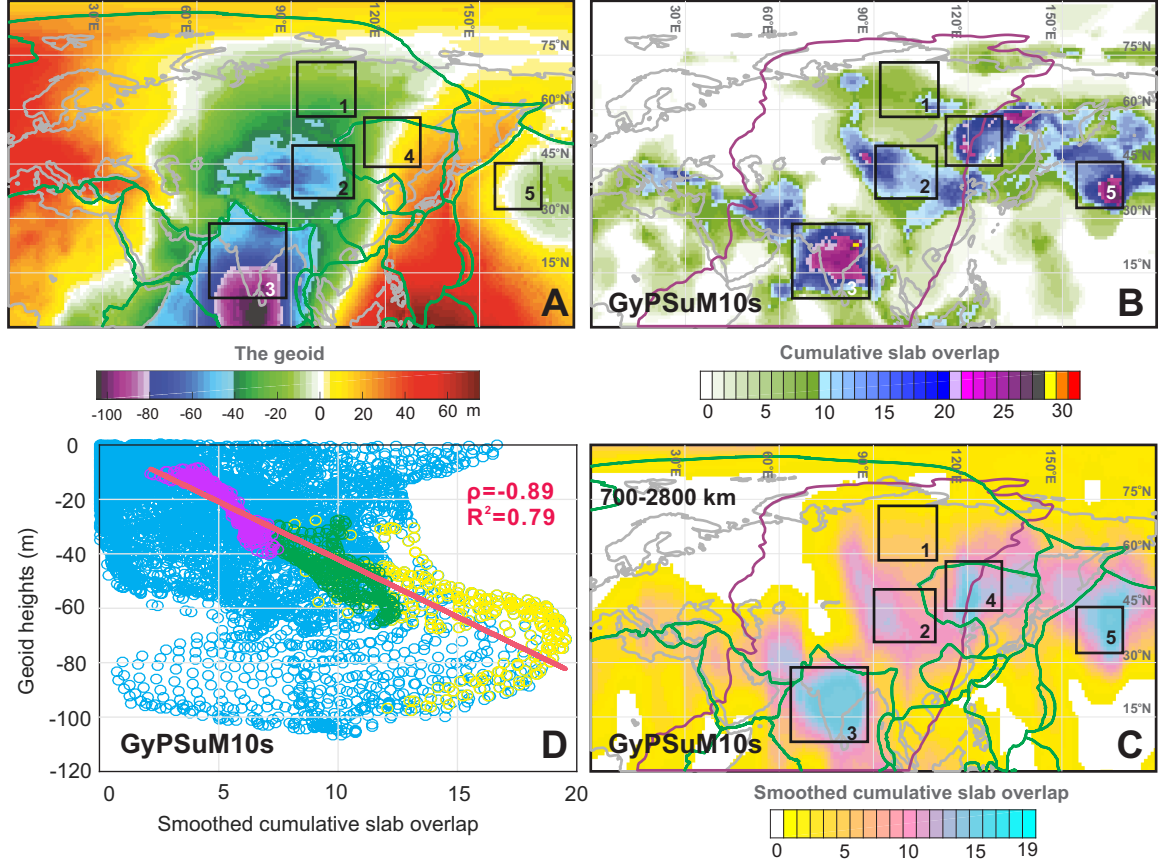 30°E 60°E 90°E 120°E 150°E
75°N
60°N
45°N
30°N
15°N
1
2
3
4
5
A
30°E 60°E 90°E 120°E 150°E
75°N
60°N
45°N
30°N
15°N
1
2
3
4
5
GyPSuM10s
B
The geoid
-100 -80 -60 -40 -20 0 20 40 60 m
Cumulative slab overlap
0 5 10 15 20 25 30
Geoid heights (m)
0
-20
-40
-60
-80
-100
-120
ρ=-0.89
R²=0.79
GyPSuM10s
D
0 5 10 15 20
Smoothed cumulative slab overlap
30°E 60°E 90°E 120°E 150°E
700-2800 km
75°N
60°N
45°N
30°N
15°N
1
2
3
4
5
GyPSuM10s
C
Smoothed cumulative slab overlap
0 5 10 15 19